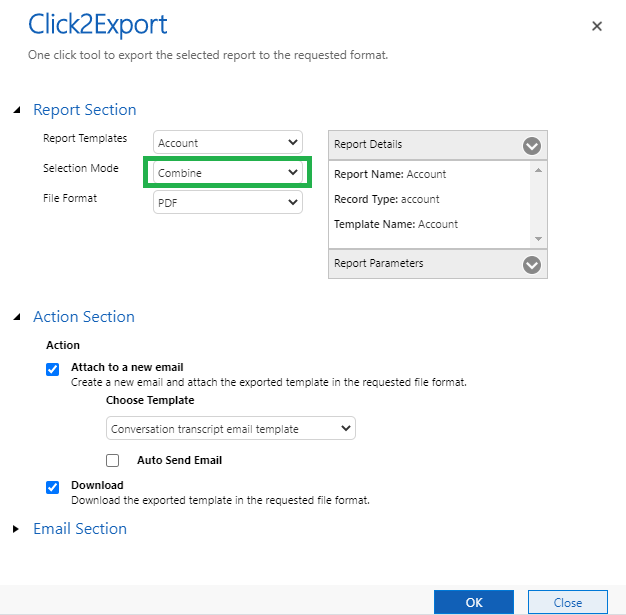 Click2Export
One click tool to export the selected report to the requested format.
Report Section
Report Templates
Account
Selection Mode
Combine
File Format
PDF
Report Details
Report Name: Account
Record Type: account
Template Name: Account
Report Parameters
Action Section
Action
Attach to a new email
Create a new email and attach the exported template in the requested file format.
Choose Template
Conversation transcript email template
Auto Send Email
Download
Download the exported template in the requested file format.
Email Section
OK
Close